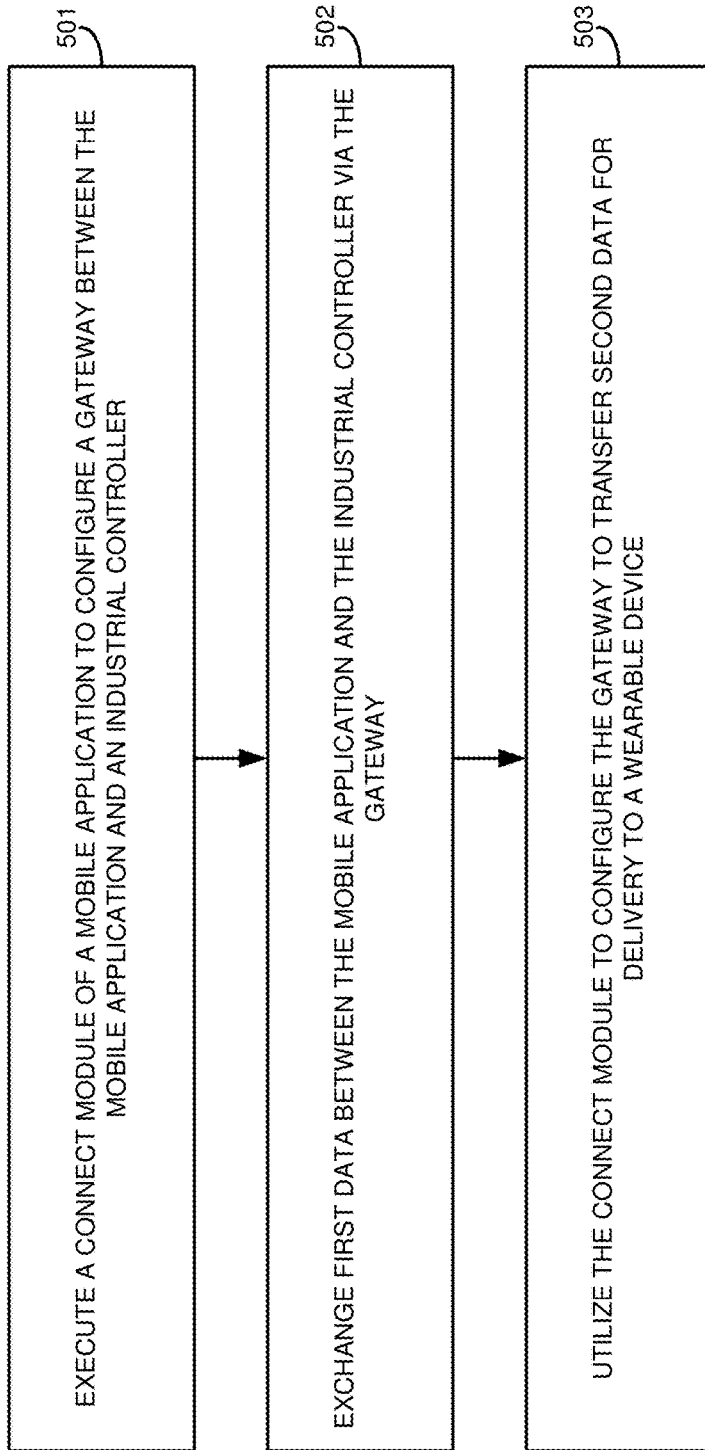 501
EXECUTE A CONNECT MODULE OF A MOBILE APPLICATION TO CONFIGURE A GATEWAY BETWEEN THE
MOBILE APPLICATION AND AN INDUSTRIAL CONTROLLER
502
EXCHANGE FIRST DATA BETWEEN THE MOBILE APPLICATION AND THE INDUSTRIAL CONTROLLER VIA THE
GATEWAY
503
UTILIZE THE CONNECT MODULE TO CONFIGURE THE GATEWAY TO TRANSFER SECOND DATA FOR
DELIVERY TO A WEARABLE DEVICE